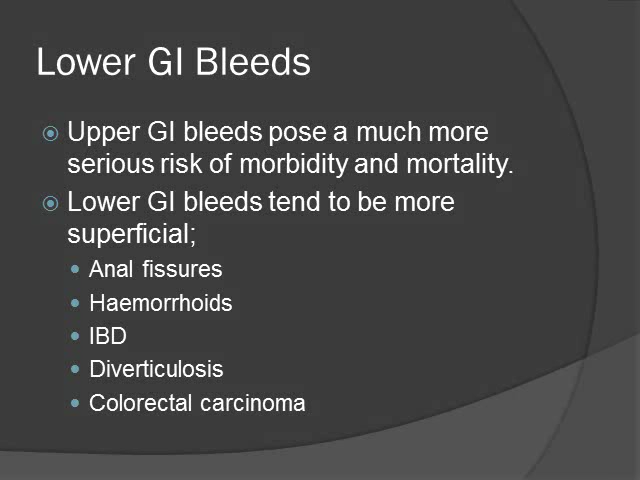 Lower GI Bleeds
Upper GI bleeds pose a much more
serious risk of morbidity and mortality.
Lower GI bleeds tend to be more
superficial;
Anal fissures
Haemorrhoids
IBD
Diverticulosis
Colorectal carcinoma